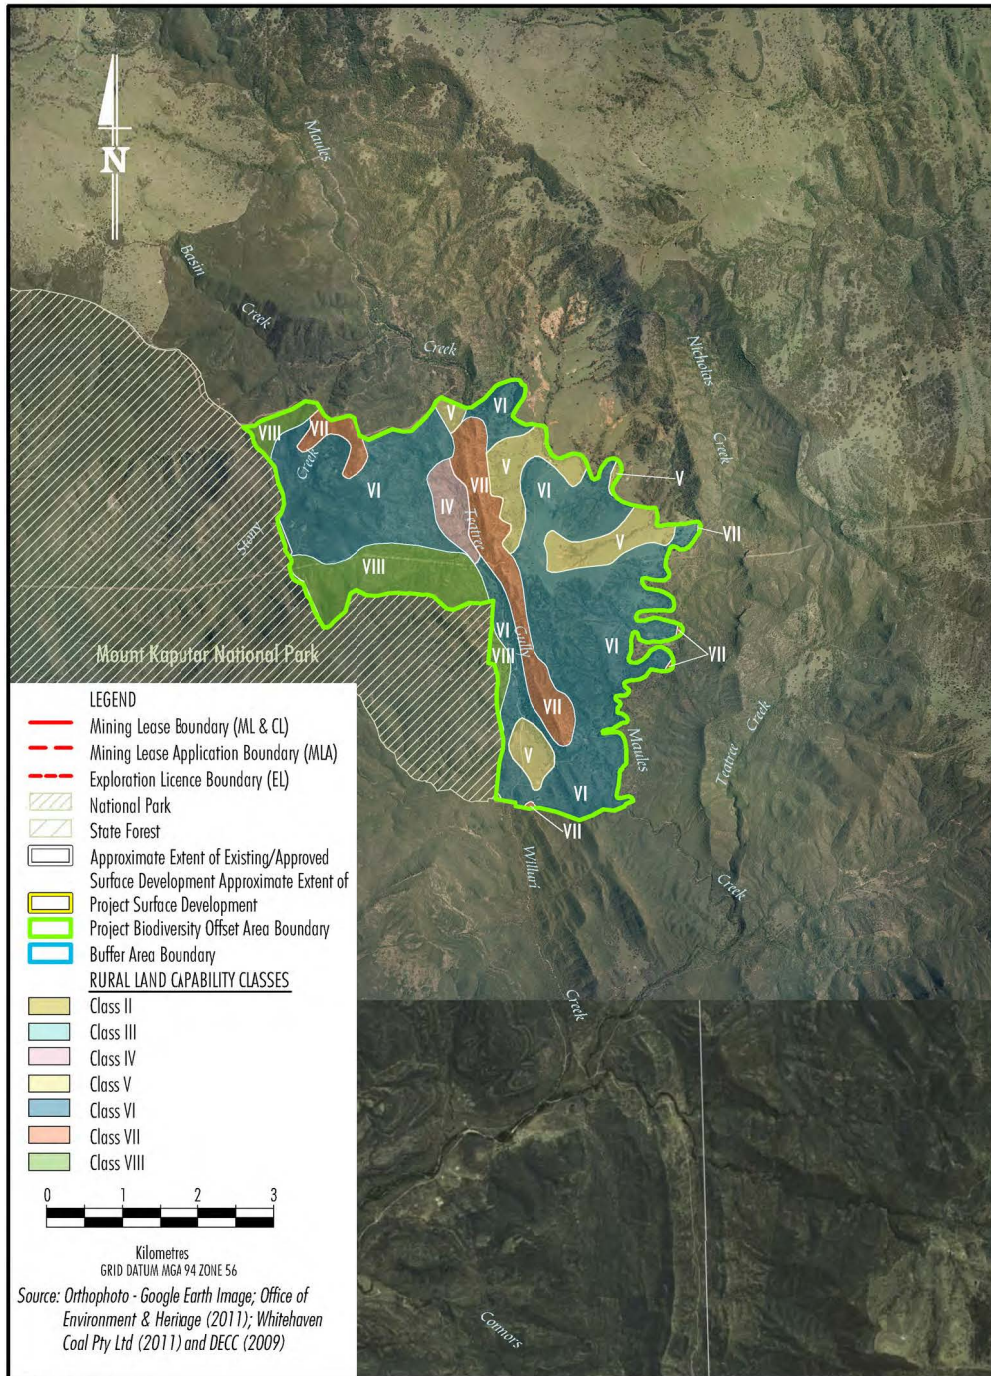 N
Maules
Basin
Creek
Creek
Nicholas
Creek
V
VI
VIII
VII
Creek
VI
V
VI
V
VII
IV
Teatree
V
VII
Stony
VIII
VI
Gully
VI
VII
VIII
Mount Kaputar National Park
VII
V
Maules
Creek
Teatree
VI
VII
Willuri
Creek
Creek
Connors
LEGEND
Mining Lease Boundary (ML & CL)
Mining Lease Application Boundary (MLA)
Exploration Licence Boundary (EL)
National Park
State Forest
Approximate Extent of Existing/Approved
Surface Development Approximate Extent of
Project Surface Development
Project Biodiversity Offset Area Boundary
Buffer Area Boundary
RURAL LAND CAPABILITY CLASSES
Class II
Class III
Class IV
Class V
Class VI
Class VII
Class VIII
0 1 2 3
Kilometres
GRID DATUM MGA 94 ZONE 56
Source: Orthophoto - Google Earth Image; Office of
Environment & Heritage (2011); Whitehaven
Coal Pty Ltd (2011) and DECC (2009)